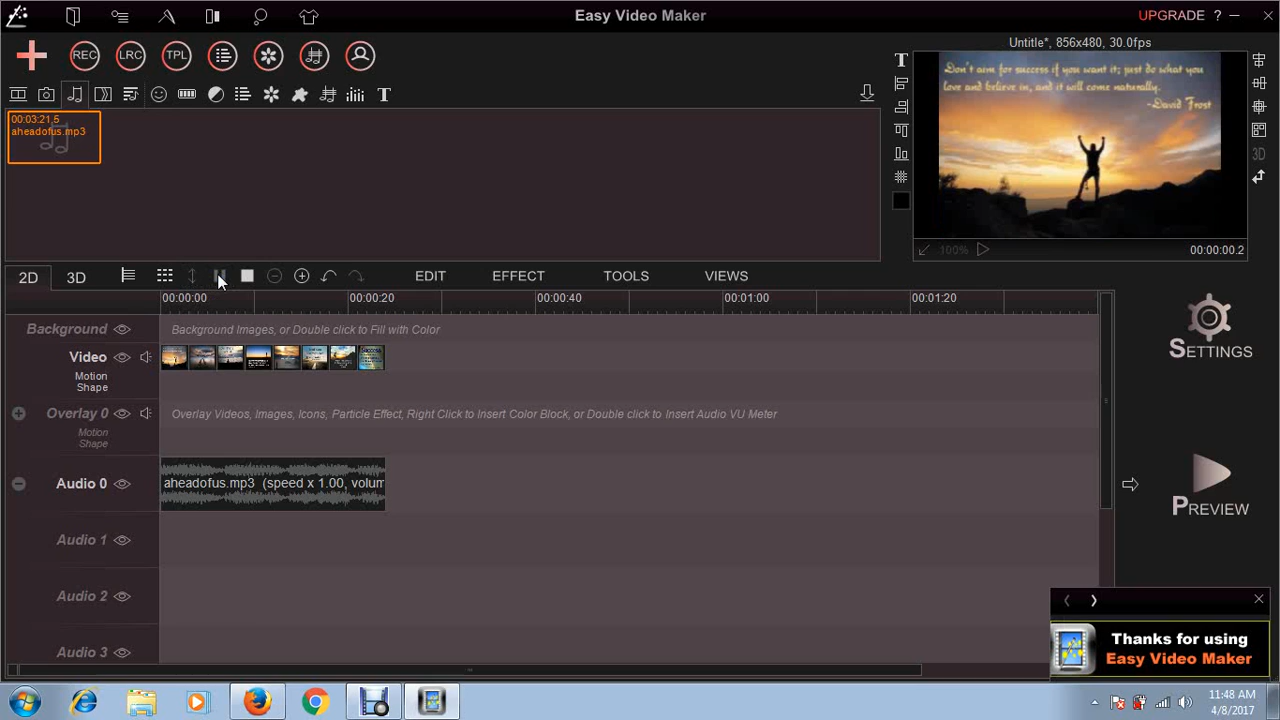 Easy Video Maker
UPGRADE ?
REC
LRC
TPL
Untitle*, 856x480, 30.0fps
T
T
00:03:21,5
aheadofus.mp3
Don't aim for success if you want it; just do what you
love and believe in, and it will come naturally.
-David Frost
3D
100%
00:00:00.2
2D
3D
EDIT
EFFECT
TOOLS
VIEWS
00:00:00
00:00:20
00:00:40
00:01:00
00:01:20
Background
Background Images, or Double click to Fill with Color
Video
Motion
Shape
Overlay 0
Overlay Videos, Images, Icons, Particle Effect, Right Click to Insert Color Block, or Double click to Insert Audio VU Meter
Motion
Shape
Audio 0
aheadofus.mp3 (speed x 1.00, volum
Audio 1
Audio 2
Audio 3
SETTINGS
PREVIEW
Thanks for using
Easy Video Maker
11:48 AM
4/8/2017